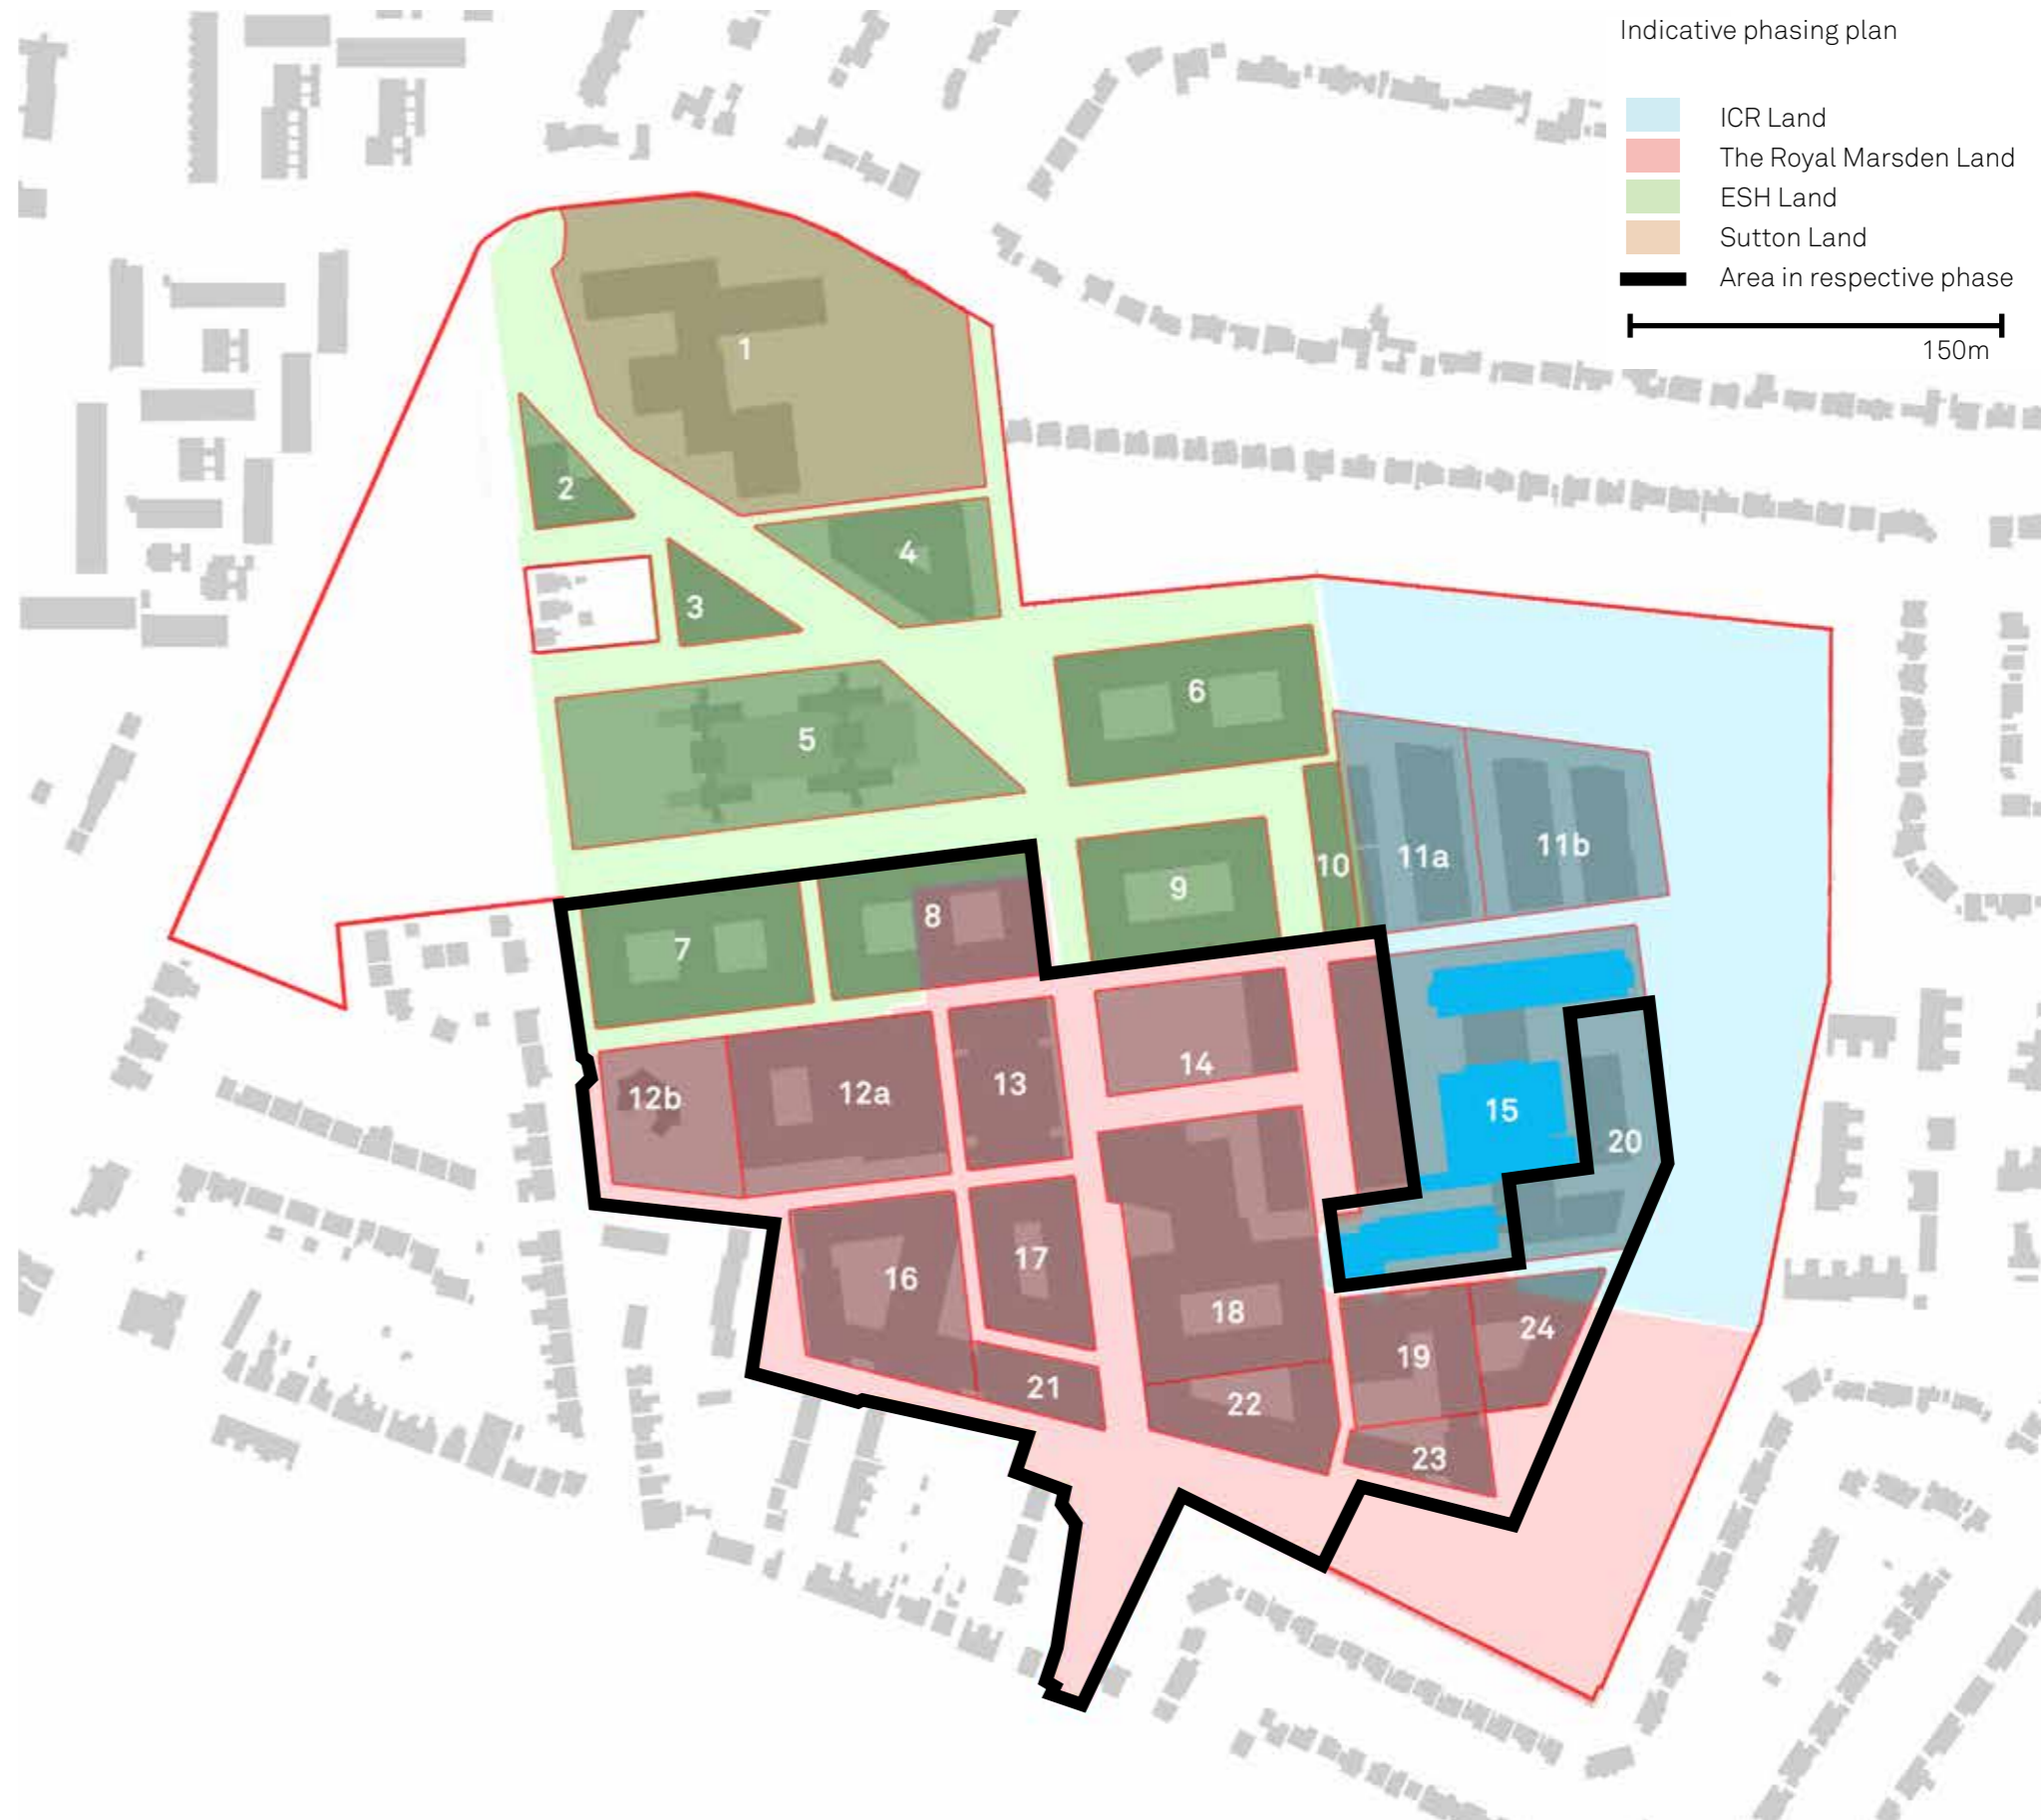 Indicative phasing plan
ICR Land
The Royal Marsden Land
ESH Land
Sutton Land
Area in respective phase
150m
1
2
4
3
6
5
11a
11b
10
9
8
7
14
13
12a
12b
15
20
17
16
18
24
19
21
22
23